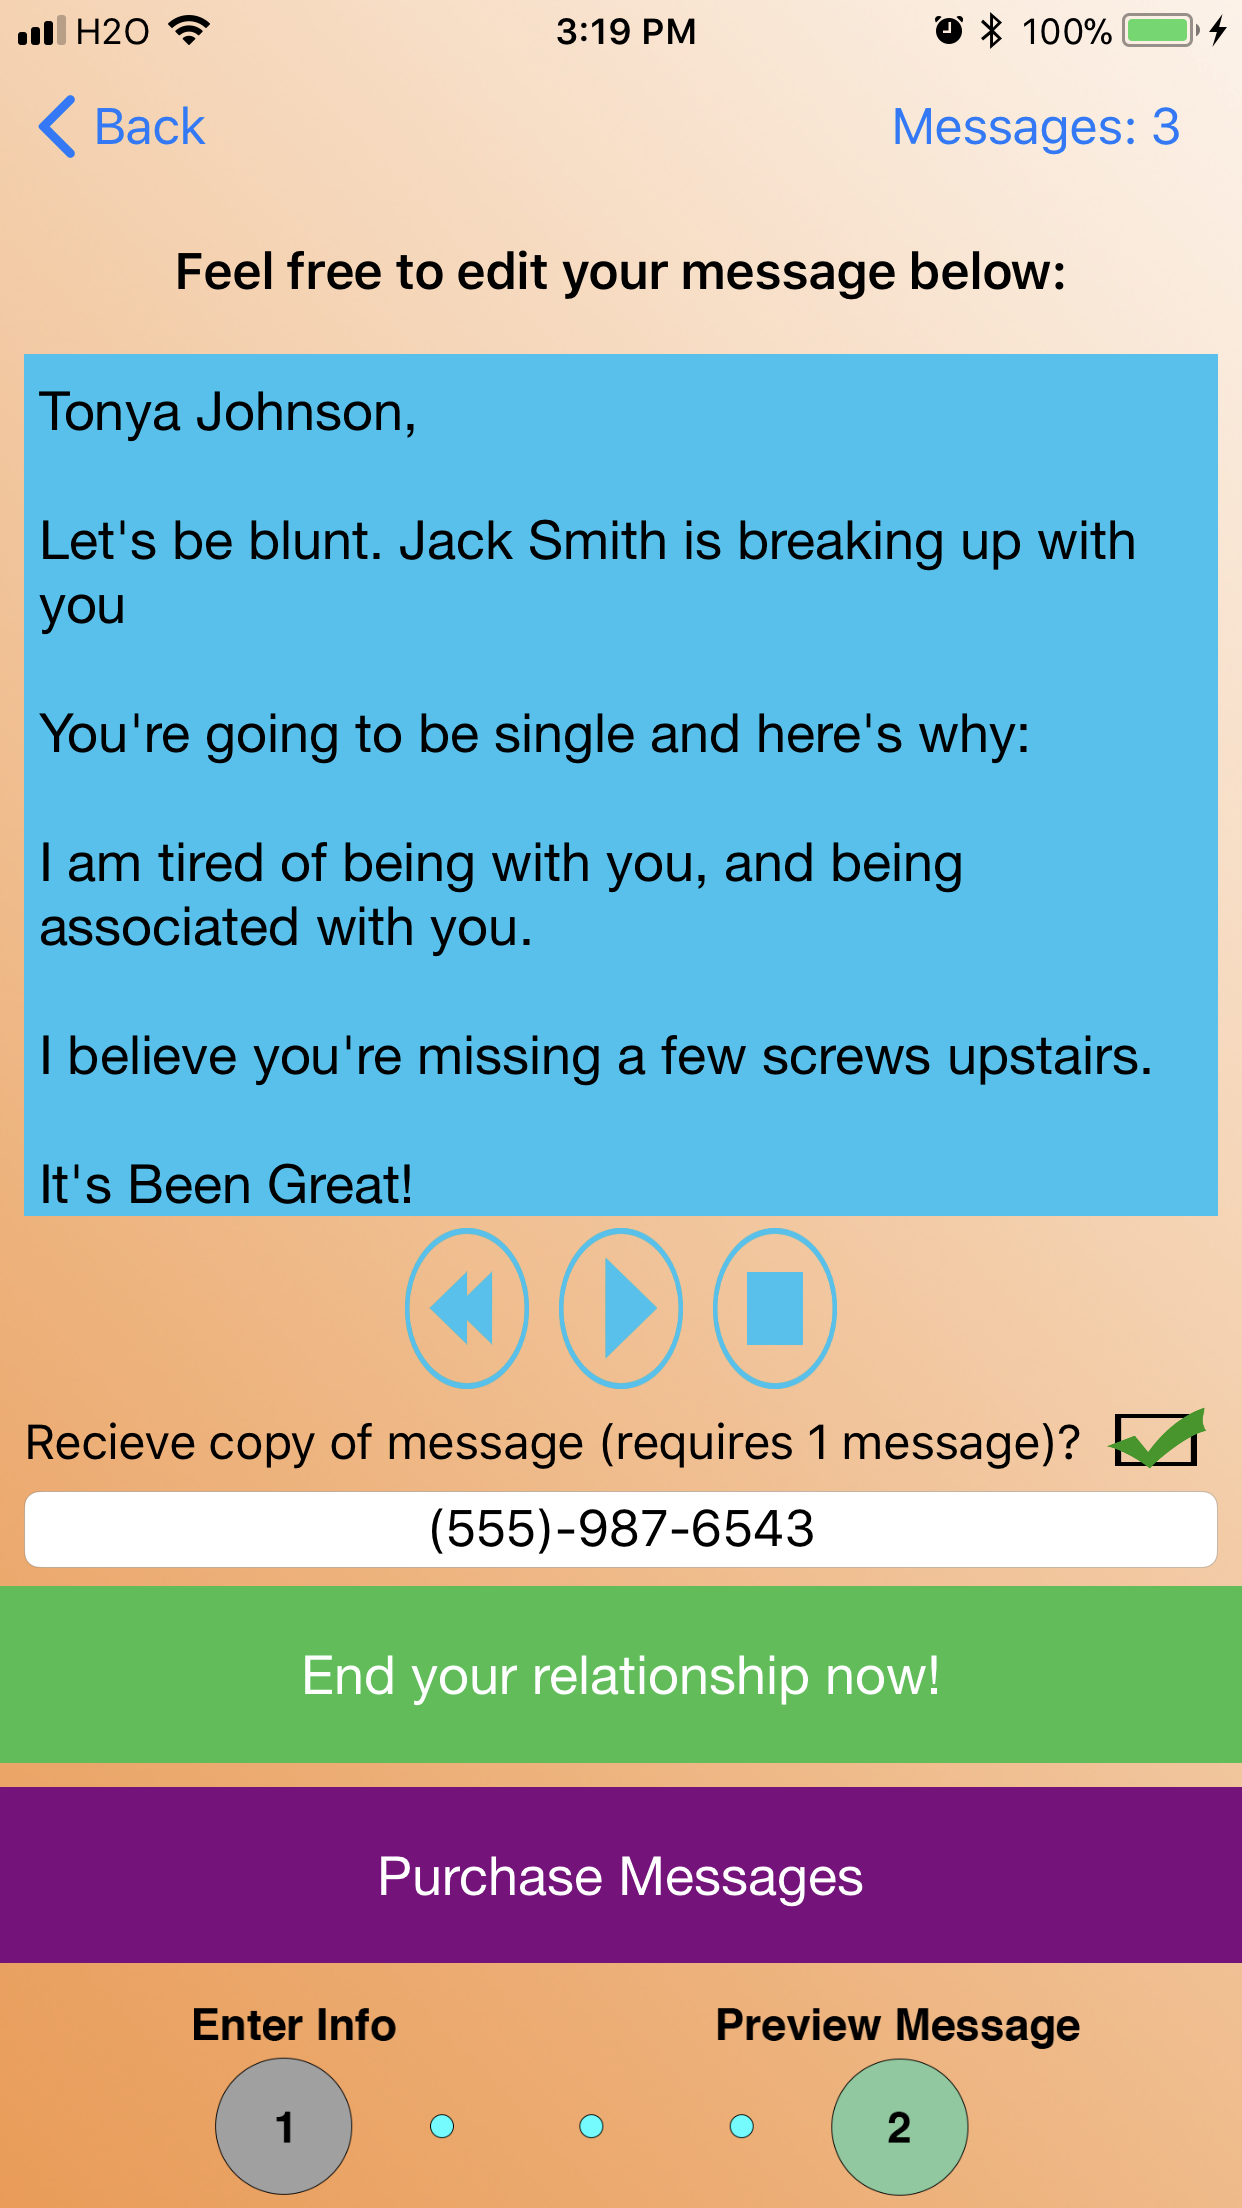 H2O 3:19 PM 100%
Back Messages: 3
Feel free to edit your message below:
Tonya Johnson,
Let's be blunt. Jack Smith is breaking up with
you
You're going to be single and here's why:
I am tired of being with you, and being
associated with you.
I believe you're missing a few screws upstairs.
It's Been Great!
Recieve copy of message (requires 1 message)?
(555)-987-6543
End your relationship now!
Purchase Messages
Enter Info Preview Message
1 2